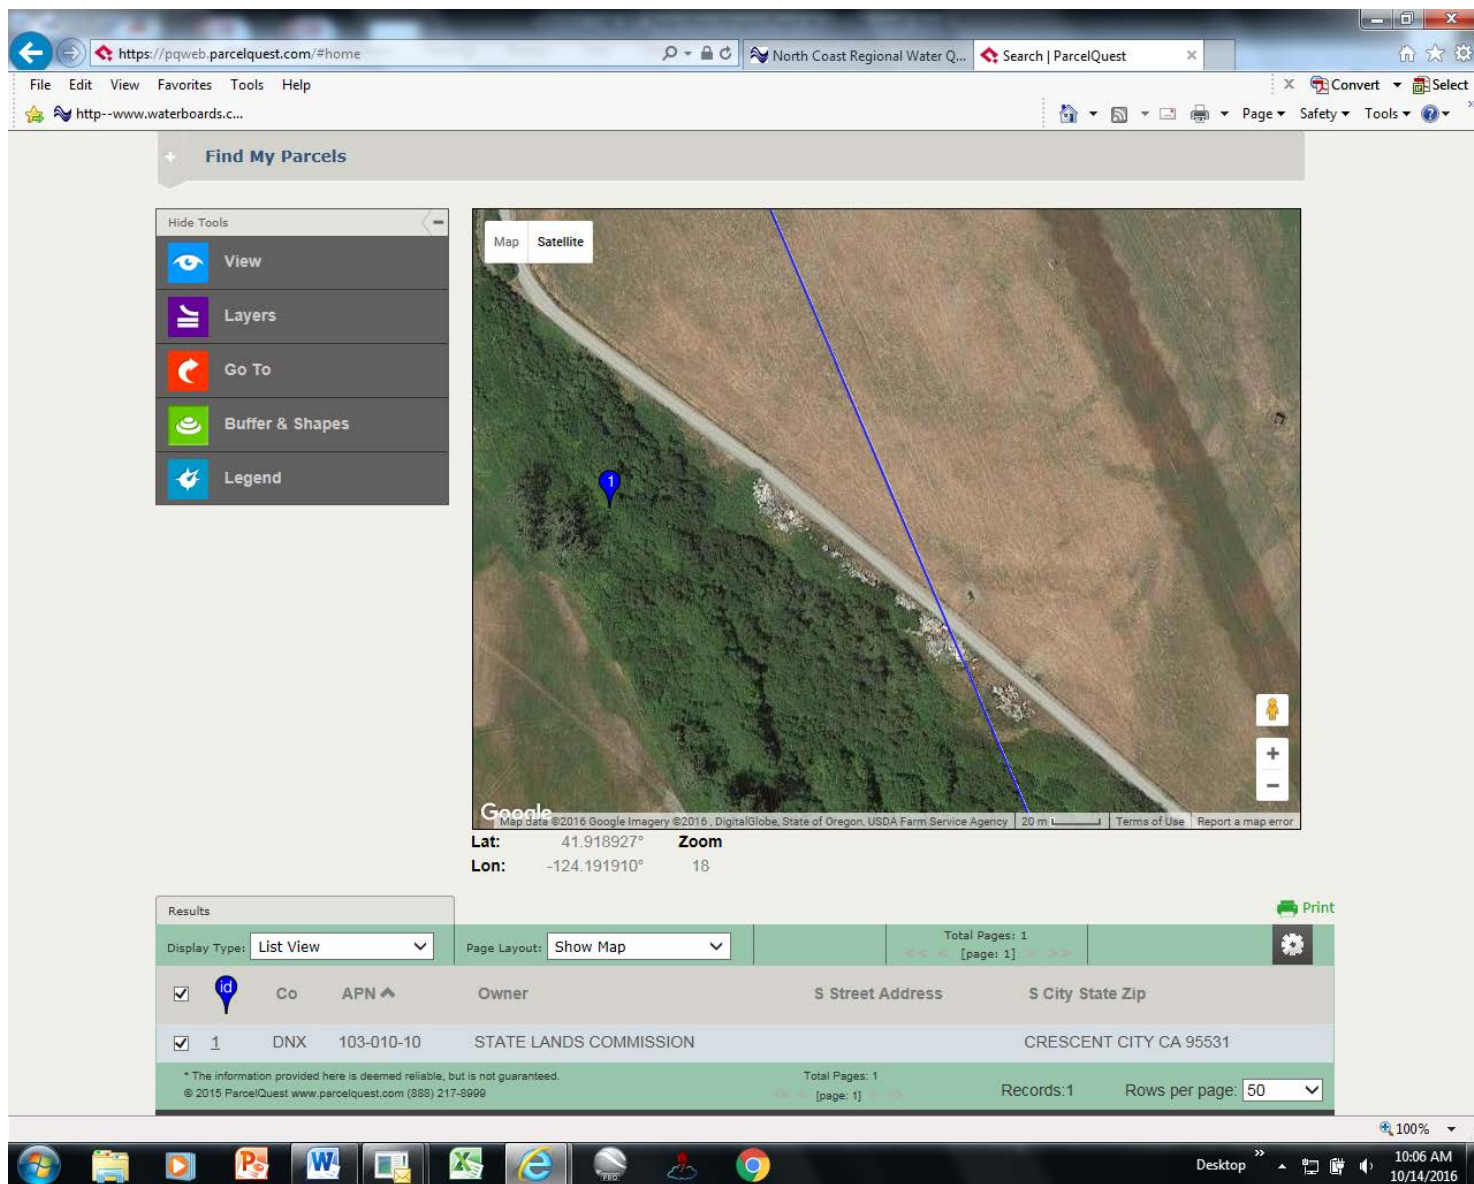 https://pqweb.parcelquest.com/#home
North Coast Regional Water Q...
Search | ParcelQuest
File Edit View Favorites Tools Help
Convert Select
http--www.waterboards.c...
Page Safety Tools
Find My Parcels
Hide Tools
View
Layers
Go To
Buffer & Shapes
Legend
Map Satellite
1
Google
Map data ©2016 Google Imagery ©2016 , DigitalGlobe, State of Oregon, USDA Farm Service Agency 20 m Terms of Use Report a map error
Lat: 41.918927° Zoom
Lon: -124.191910° 18
Results
Print
Display Type: List View Page Layout: Show Map
Total Pages: 1
<< < [page: 1] > >>
id Co APN Owner S Street Address S City State Zip
1 DNX 103-010-10 STATE LANDS COMMISSION CRESCENT CITY CA 95531
* The information provided here is deemed reliable, but is not guaranteed.
© 2015 ParcelQuest www.parcelquest.com (888) 217-8999
Total Pages: 1
<< < [page: 1] > >>
Records:1 Rows per page: 50
100%
PRO
Desktop
10:06 AM
10/14/2016